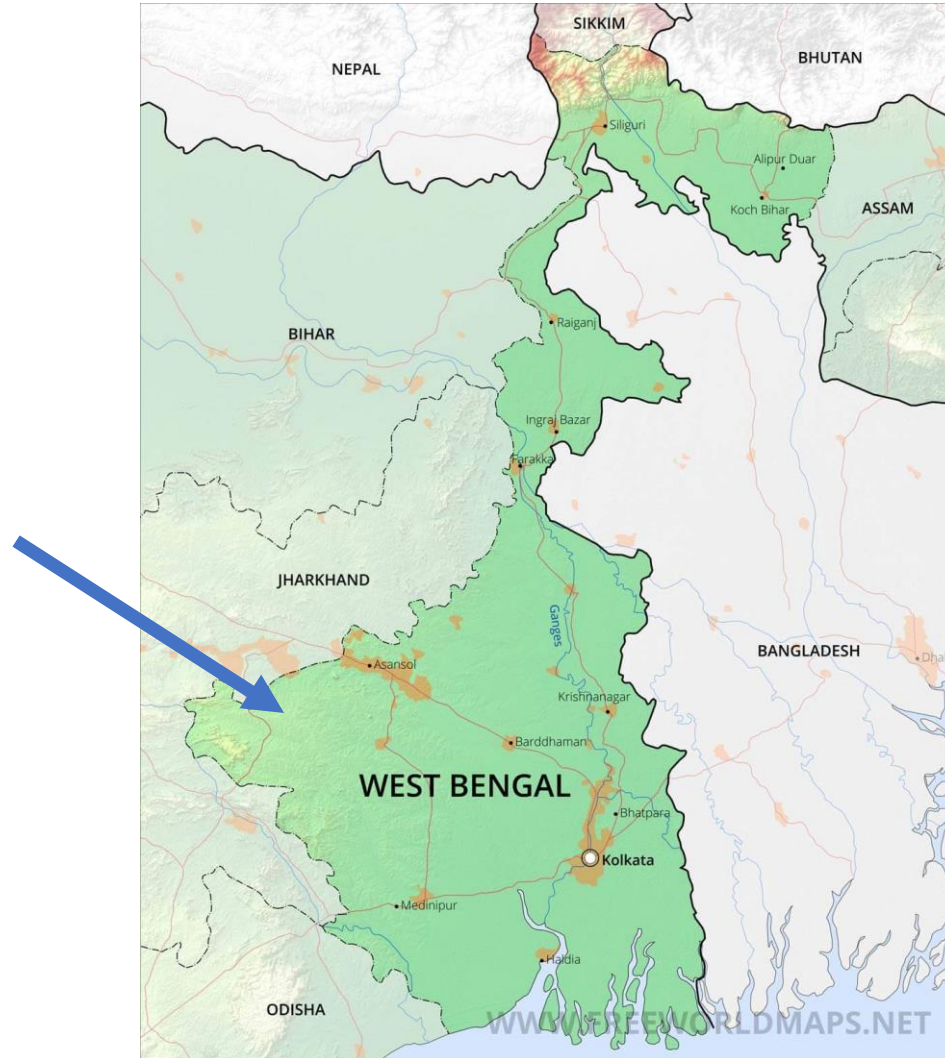 SIKKIM
BHUTAN
NEPAL
Siliguri
Alipur Duar
Koch Bihar
ASSAM
Raiganj
BIHAR
Ingraj Bazar
Farakka
JHARKHAND
Ganges
BANGLADESH
Dha
Asansol
Krishnanagar
Barddhaman
WEST BENGAL
Bhatpara
Kolkata
Medinipur
Haldia
ODISHA
WWW.FREEWORLDMAPS.NET